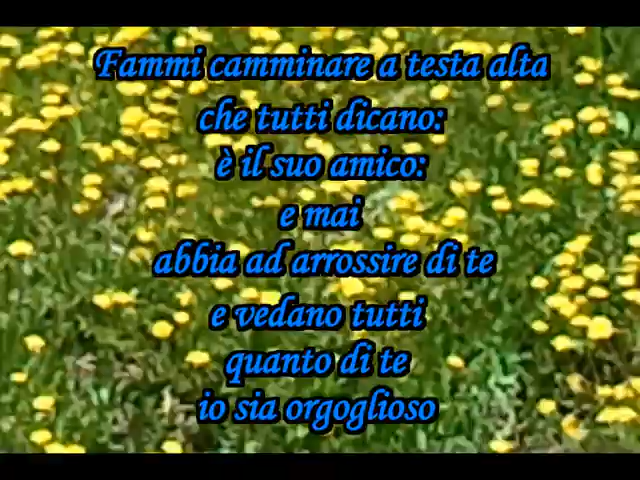 Fammi camminare a testa alta
che tutti dicano:
è il suo amico:
e mai
abbia ad arrossire di te
e vedano tutti
quanto di te
io sia orgoglioso